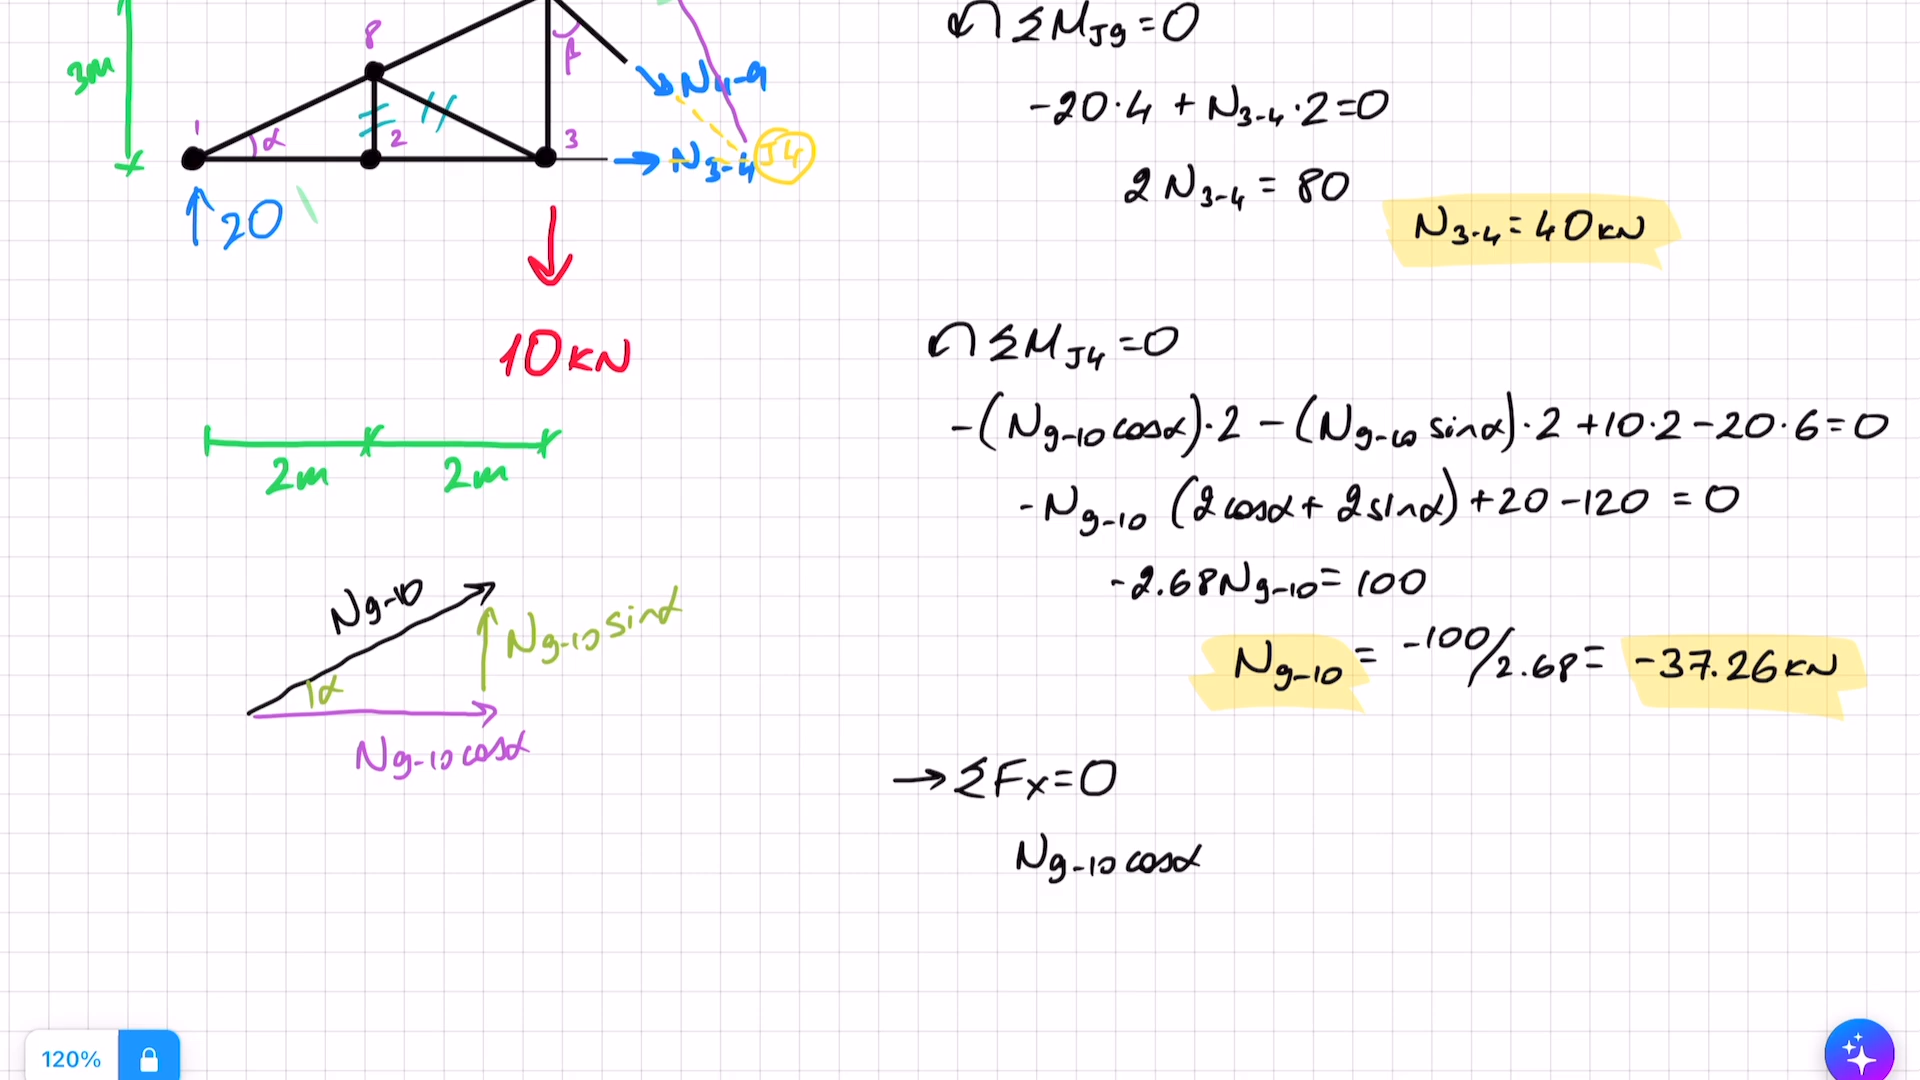 3m
8
1
α
2
3
β
N4-9
N3-4
J4
↑20
10KN
2m 2m
N9-10
N9-10 sinα
α
N9-10 cosα
ΣMJ9=0
-20·4 + N3-4·2=0
2N3-4 = 80
N3-4 = 40KN
ΣMJ4=0
-(N9-10 cosα)·2 - (N9-10 sinα)·2 +10·2 -20·6=0
-N9-10 (2cosα+ 2sinα)+20-120 = 0
-2.68N9-10= 100
N9-10 = -100/2.68= -37.26KN
→ΣFx=0
N9-10 cosα
120%